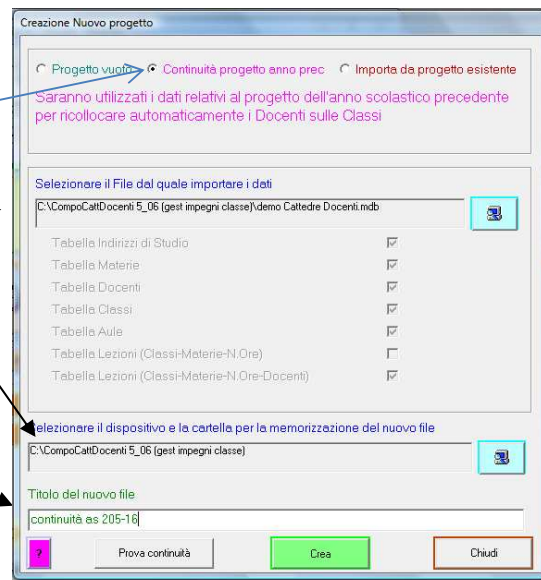 Creazione Nuovo progetto
Progetto vuoto Continuità progetto anno prec Importa da progetto esistente
Saranno utilizzati i dati relativi al progetto dell'anno scolastico precedente
per ricollocare automaticamente i Docenti sulle Classi
Selezionare il File dal quale importare i dati
C:\CompoCattDocenti 5_06 (gest impegni classe)\demo Cattedre Docenti.mdb
Tabella Indirizzi di Studio
Tabella Materie
Tabella Docenti
Tabella Classi
Tabella Aule
Tabella Lezioni (Classi-Materie-N.Ore)
Tabella Lezioni (Classi-Materie-N.Ore-Docenti)
Selezionare il dispositivo e la cartella per la memorizzazione del nuovo file
C:\CompoCattDocenti 5_06 (gest impegni classe)
Titolo del nuovo file
continuità as 205-16
? Prova continuità Crea Chiudi